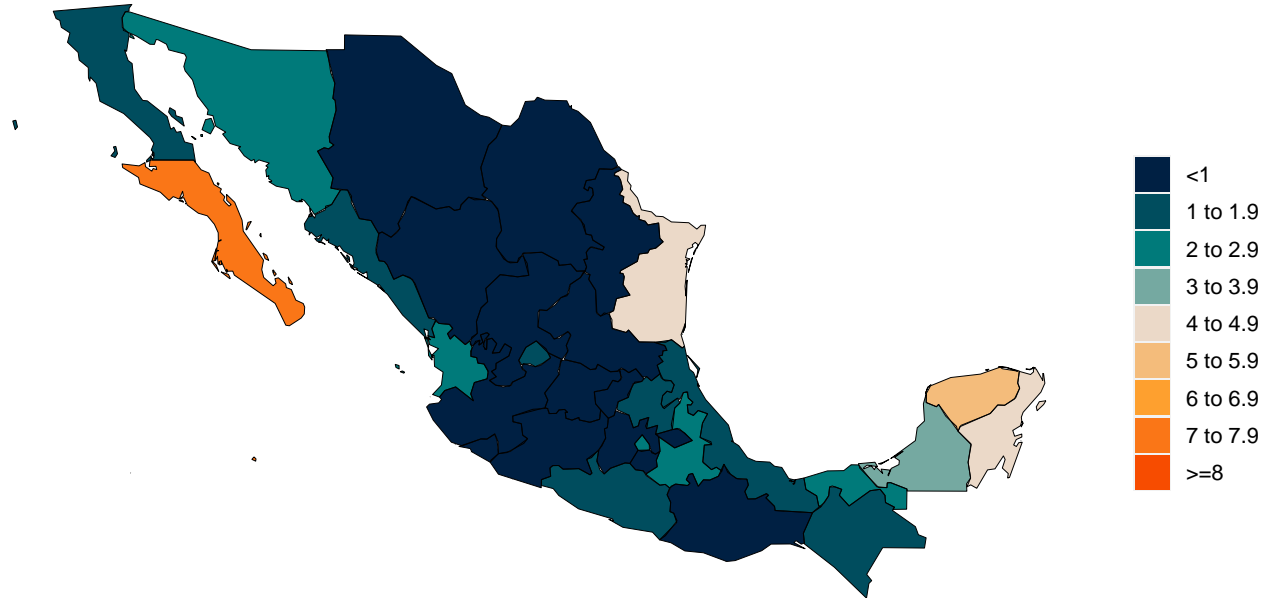 <1
1 to 1.9
2 to 2.9
3 to 3.9
4 to 4.9
5 to 5.9
6 to 6.9
7 to 7.9
>=8